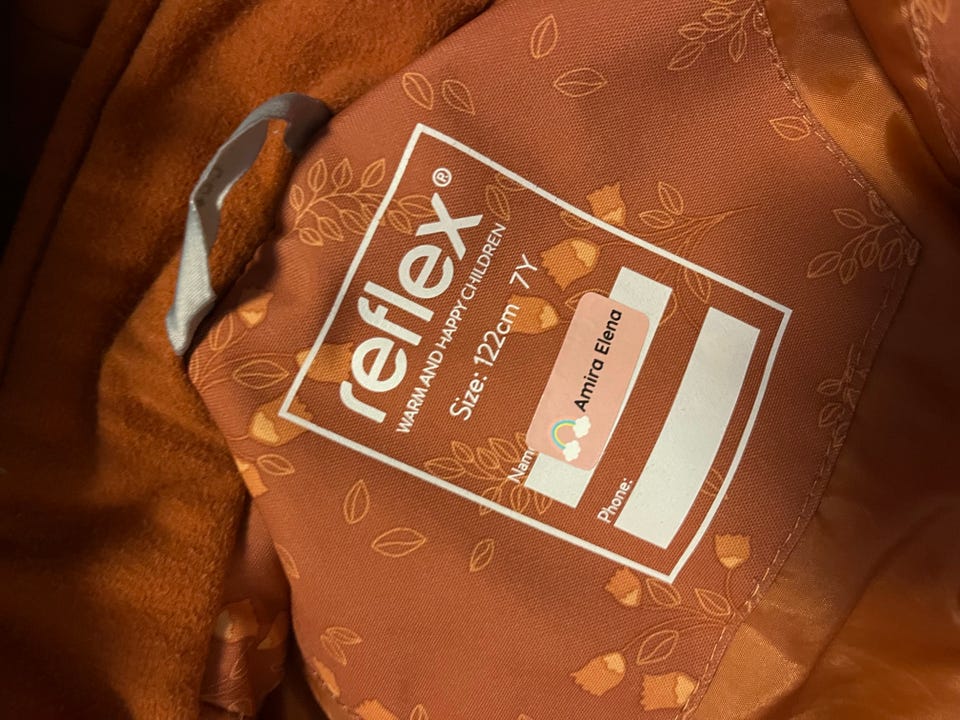 reflex®
WARM AND HAPPY CHILDREN
Size: 122cm 7Y
Name
Amira Elena
Phone: